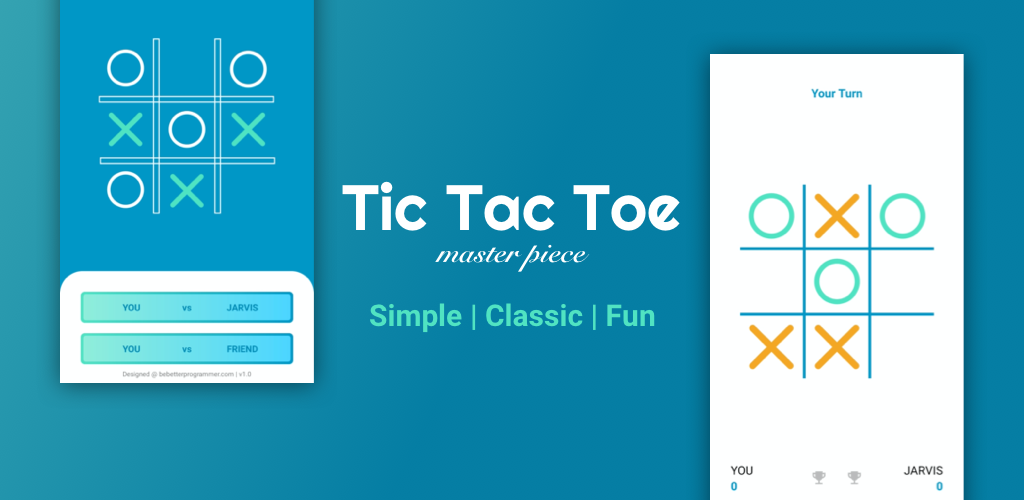 YOU vs JARVIS
YOU vs FRIEND
Designed @ bebetterprogrammer.com | v1.0
Tic Tac Toe
master piece
Simple | Classic | Fun
Your Turn
YOU JARVIS
0 0